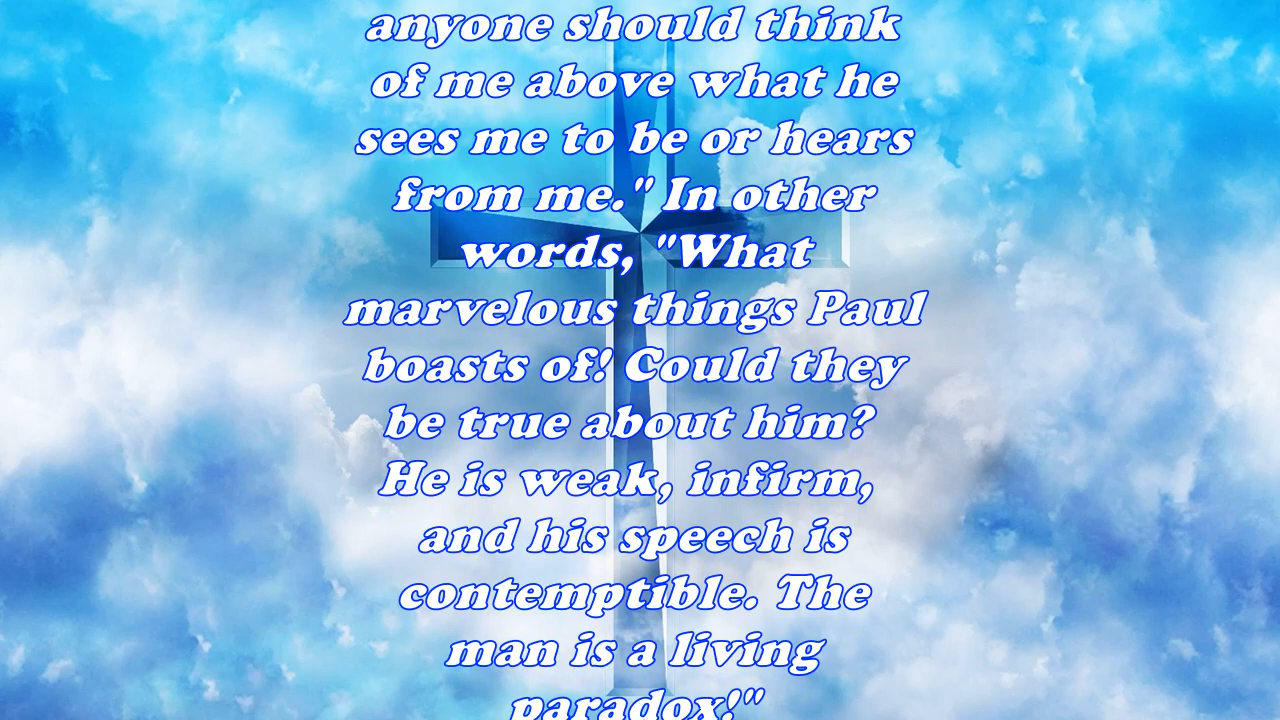 anyone should think
of me above what he
sees me to be or hears
from me." In other
words, "What
marvelous things Paul
boasts of! Could they
be true about him?
He is weak, infirm,
and his speech is
contemptible. The
man is a living
paradox!"